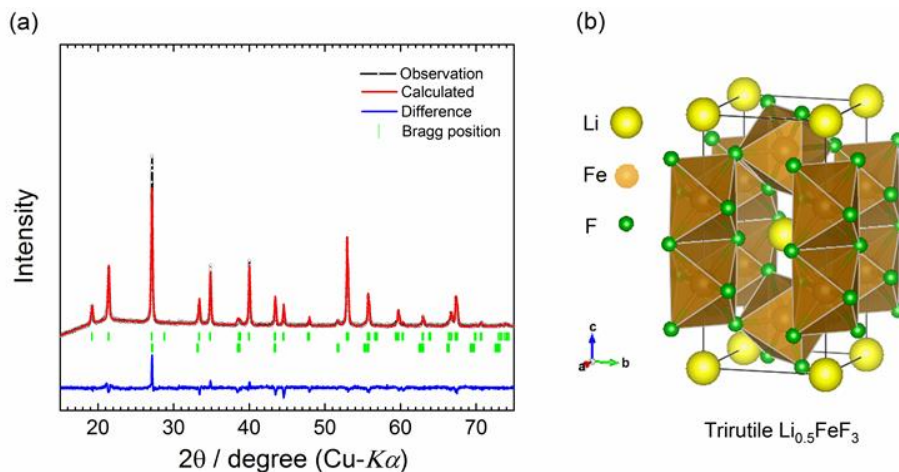 (a)
Observation
Calculated
Difference
Bragg position
Intensity
20 30 40 50 60 70
2θ / degree (Cu-Kα)
(b)
Li
Fe
F
c
a b
Trirutile Li₀.₅FeF₃